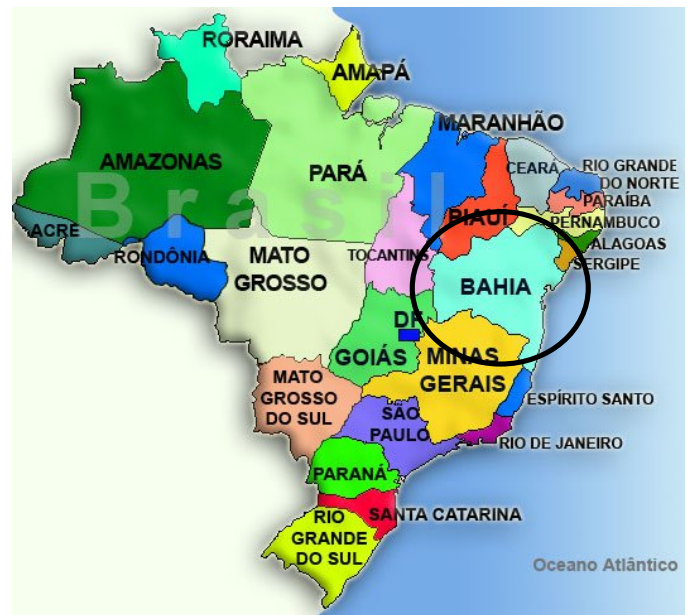 RORAIMA
AMAPÁ
MARANHÃO
AMAZONAS
PARÁ
CEARÁ
RIO GRANDE
DO NORTE
Brasil
PARAÍBA
PIAUÍ
PERNAMBUCO
ACRE
RONDÔNIA
MATO
GROSSO
TOCANTINS
ALAGOAS
SERGIPE
BAHIA
DF
GOIÁS
MINAS
GERAIS
MATO
GROSSO
DO SUL
ESPÍRITO SANTO
SÃO
PAULO
RIO DE JANEIRO
PARANÁ
SANTA CATARINA
RIO
GRANDE
DO SUL
Oceano Atlântico